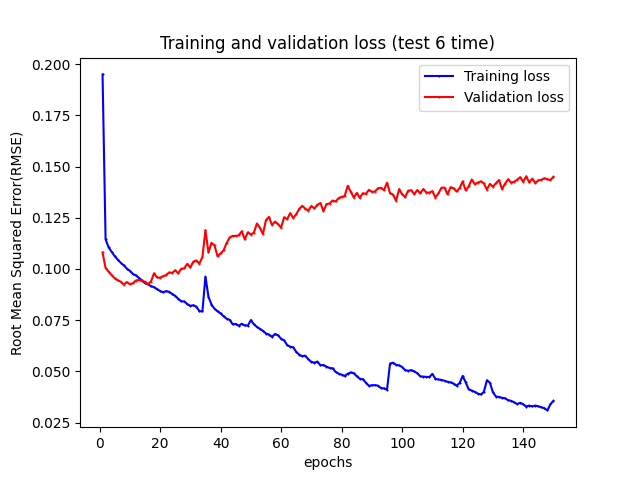 Training and validation loss (test 6 time)
Training loss
Validation loss
0.200
0.175
0.150
0.125
0.100
0.075
0.050
0.025
Root Mean Squared Error(RMSE)
0 20 40 60 80 100 120 140
epochs